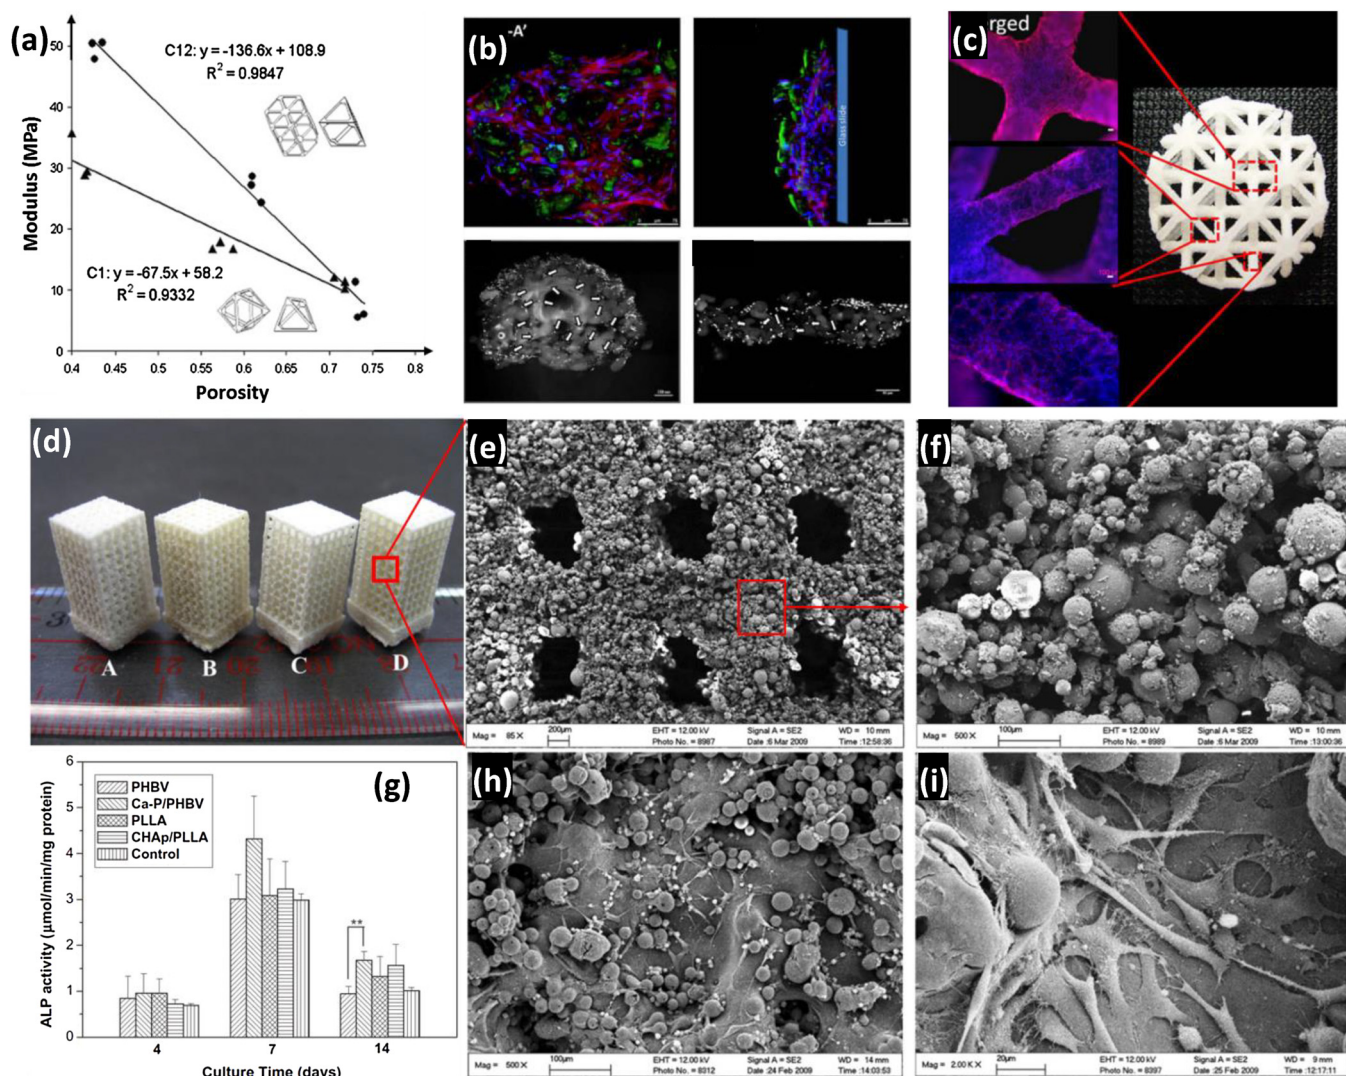 (a)
50
40
30
20
10
0
Modulus (MPa)
C12: y = -136.6x + 108.9
R² = 0.9847
C1: y = -67.5x + 58.2
R² = 0.9332
0.4 0.45 0.5 0.55 0.6 0.65 0.7 0.75 0.8
Porosity
(b)
-A'
Glass slide
(c)
rged
(d)
A B C D
(e)
Mag = 85 X
200µm
EHT = 12.00 kV
Photo No. = 8987
Signal A = SE2
Date :6 Mar 2009
WD = 10 mm
Time :12:58:36
(f)
Mag = 500 X
100µm
EHT = 12.00 kV
Photo No. = 8989
Signal A = SE2
Date :6 Mar 2009
WD = 10 mm
Time :13:00:36
(g)
6
5
4
3
2
1
0
ALP activity (µmol/min/mg protein)
PHBV
Ca-P/PHBV
PLLA
CHAp/PLLA
Control
**
4 7 14
Culture Time (days)
(h)
Mag = 500 X
100µm
EHT = 12.00 kV
Photo No. = 8312
Signal A = SE2
Date :24 Feb 2009
WD = 14 mm
Time :14:03:53
(i)
Mag = 2.00 K X
20µm
EHT = 12.00 kV
Photo No. = 8397
Signal A = SE2
Date :25 Feb 2009
WD = 9 mm
Time :12:17:11